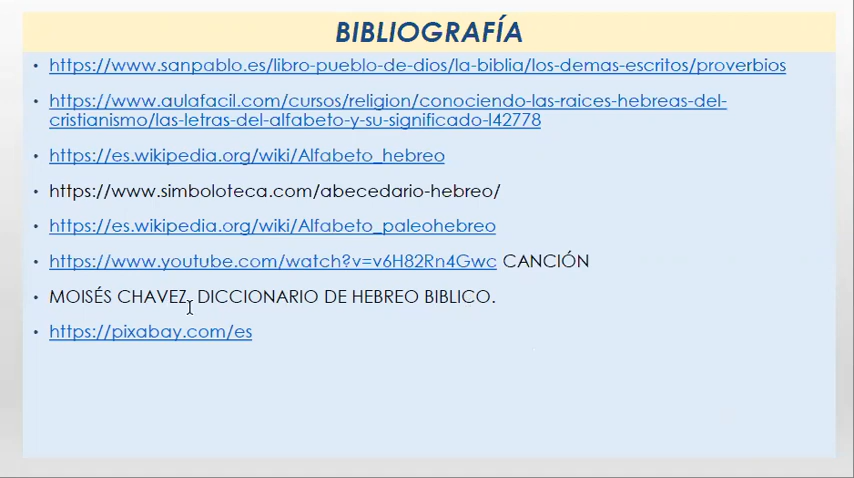 BIBLIOGRAFÍA
• https://www.sanpablo.es/libro-pueblo-de-dios/la-biblia/los-demas-escritos/proverbios
• https://www.aulafacil.com/cursos/religion/conociendo-las-raices-hebreas-del-
cristianismo/las-letras-del-alfabeto-y-su-significado-l42778
• https://es.wikipedia.org/wiki/Alfabeto_hebreo
• https://www.simboloteca.com/abecedario-hebreo/
• https://es.wikipedia.org/wiki/Alfabeto_paleohebreo
• https://www.youtube.com/watch?v=v6H82Rn4Gwc CANCIÓN
• MOISÉS CHAVEZ, DICCIONARIO DE HEBREO BIBLICO.
• https://pixabay.com/es